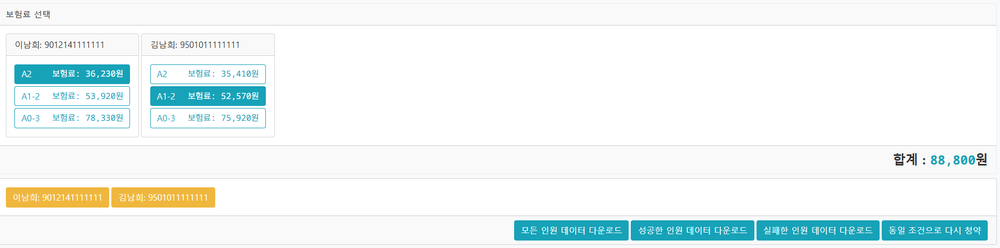 보험료 선택
이남희: 9012141111111
A2 보험료: 36,230원
A1-2 보험료: 53,920원
A0-3 보험료: 78,330원
김남희: 9501011111111
A2 보험료: 35,410원
A1-2 보험료: 52,570원
A0-3 보험료: 75,920원
합계 : 88,800원
이남희: 9012141111111 김남희: 9501011111111
모든 인원 데이터 다운로드 성공한 인원 데이터 다운로드 실패한 인원 데이터 다운로드 동일 조건으로 다시 청약